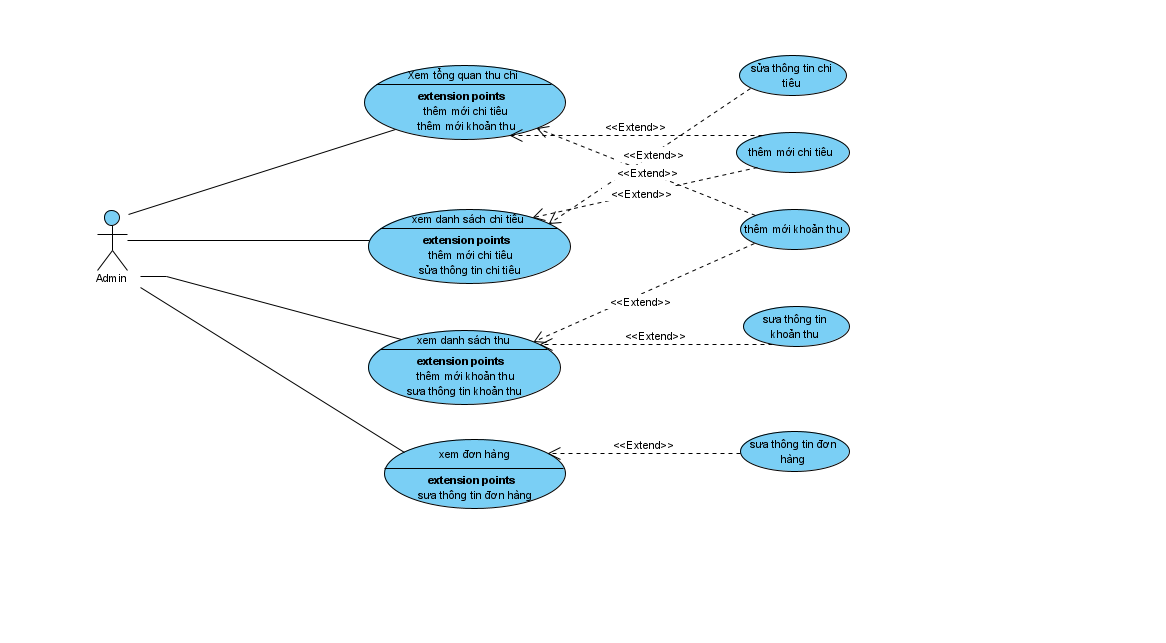 Xem tổng quan thu chi
extension points
thêm mới chi tiêu
thêm mới khoản thu
sửa thông tin chi
tiêu
<<Extend>>
thêm mới chi tiêu
<<Extend>>
<<Extend>>
<<Extend>>
xem danh sách chi tiêu
extension points
thêm mới chi tiêu
sửa thông tin chi tiêu
thêm mới khoản thu
Admin
<<Extend>>
sưa thông tin
khoản thu
<<Extend>>
xem danh sách thu
extension points
thêm mới khoản thu
sưa thông tin khoản thu
<<Extend>>
xem đơn hàng
extension points
sưa thông tin đơn hàng
sưa thông tin đơn
hàng